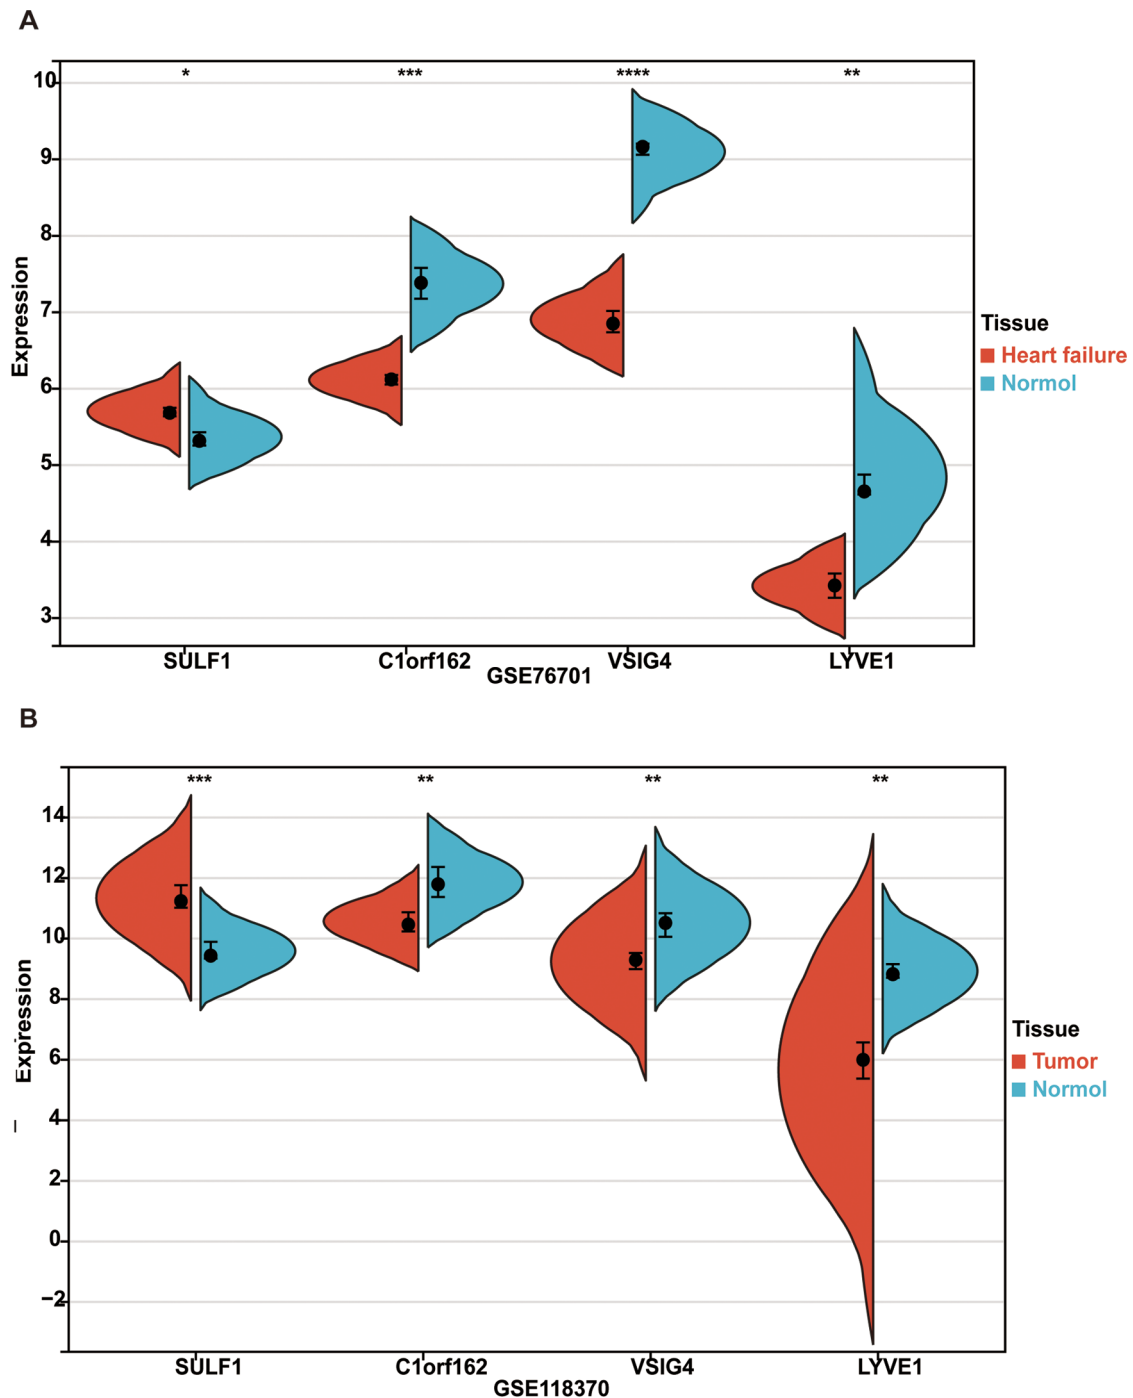 A
* *** **** **
10
9
8
7
6
5
4
3
Expression
SULF1 C1orf162 VSIG4 LYVE1
GSE76701
Tissue
Heart failure
Normol
B
*** ** ** **
14
12
10
8
6
4
2
0
−2
Expression
SULF1 C1orf162 VSIG4 LYVE1
GSE118370
Tissue
Tumor
Normol